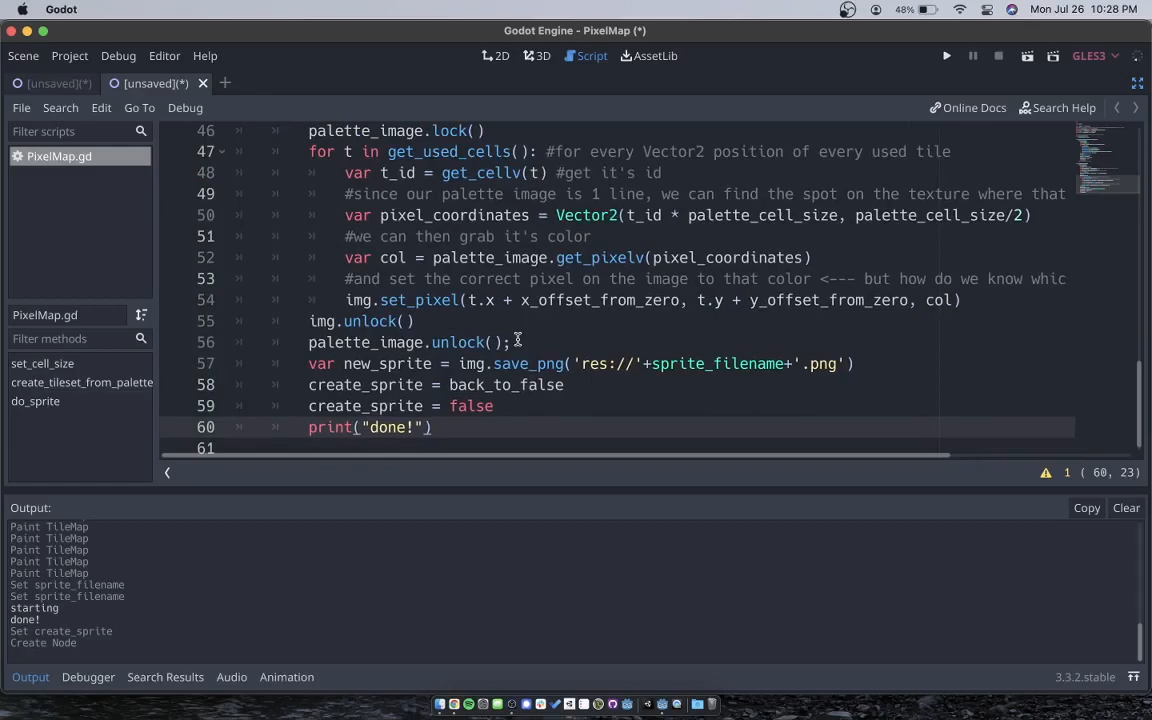 Godot
48%
Mon Jul 26 10:28 PM
Godot Engine - PixelMap (*)
Scene Project Debug Editor Help
2D 3D Script AssetLib
GLES3
[unsaved](*) [unsaved](*)
File Search Edit Go To Debug
Online Docs Search Help
Filter scripts
PixelMap.gd
PixelMap.gd
Filter methods
set_cell_size
create_tileset_from_palette
do_sprite
46 palette_image.lock()
47 for t in get_used_cells(): #for every Vector2 position of every used tile
48 var t_id = get_cellv(t) #get it's id
49 #since our palette image is 1 line, we can find the spot on the texture where that
50 var pixel_coordinates = Vector2(t_id * palette_cell_size, palette_cell_size/2)
51 #we can then grab it's color
52 var col = palette_image.get_pixelv(pixel_coordinates)
53 #and set the correct pixel on the image to that color <--- but how do we know whic
54 img.set_pixel(t.x + x_offset_from_zero, t.y + y_offset_from_zero, col)
55 img.unlock()
56 palette_image.unlock();
57 var new_sprite = img.save_png('res://'+sprite_filename+'.png')
58 create_sprite = back_to_false
59 create_sprite = false
60 print("done!")
61
1 ( 60, 23)
Output:
Copy Clear
Paint TileMap
Paint TileMap
Paint TileMap
Paint TileMap
Paint TileMap
Set sprite_filename
Set sprite_filename
starting
done!
Set create_sprite
Create Node
Output Debugger Search Results Audio Animation
3.3.2.stable